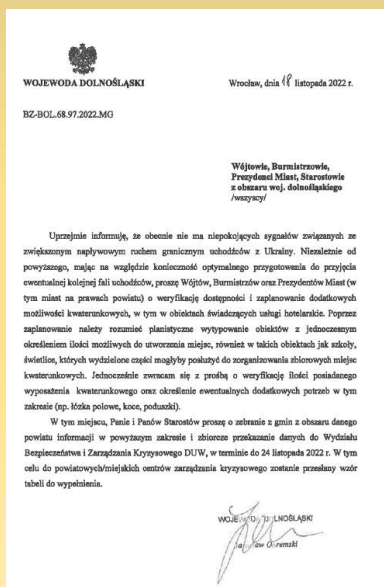 WOJEWODA DOLNOŚLĄSKI
Wrocław, dnia 18 listopada 2022 r.
BZ-BOL.68.97.2022.MG
Wójtowie, Burmistrzowie,
Prezydenci Miast, Starostowie
z obszaru woj. dolnośląskiego
/wszyscy/
Uprzejmie informuję, że obecnie nie ma niepokojących sygnałów związanych ze
zwiększonym napływowym ruchem granicznym uchodźców z Ukrainy. Niezależnie od
powyższego, mając na względzie konieczność optymalnego przygotowania do przyjęcia
ewentualnej kolejnej fali uchodźców, proszę Wójtów, Burmistrzów oraz Prezydentów Miast (w
tym miast na prawach powiatu) o weryfikację dostępności i zaplanowanie dodatkowych
możliwości kwaterunkowych, w tym w obiektach świadczących usługi hotelarskie. Poprzez
zaplanowanie należy rozumieć planistyczne wytypowanie obiektów z jednoczesnym
określeniem ilości możliwych do utworzenia miejsc, również w takich obiektach jak szkoły,
świetlice, których wydzielone części mogłyby posłużyć do zorganizowania zbiorowych miejsc
kwaterunkowych. Jednocześnie zwracam się z prośbą o weryfikację ilości posiadanego
wyposażenia kwaterunkowego oraz określenie ewentualnych dodatkowych potrzeb w tym
zakresie (np. łóżka polowe, koce, poduszki).
W tym miejscu, Panie i Panów Starostów proszę o zebranie z gmin z obszaru danego
powiatu informacji w powyższym zakresie i zbiorcze przekazanie danych do Wydziału
Bezpieczeństwa i Zarządzania Kryzysowego DUW, w terminie do 24 listopada 2022 r. W tym
celu do powiatowych/miejskich centrów zarządzania kryzysowego zostanie przesłany wzór
tabeli do wypełnienia.
WOJEWODA DOLNOŚLĄSKI
Jarosław Obremski